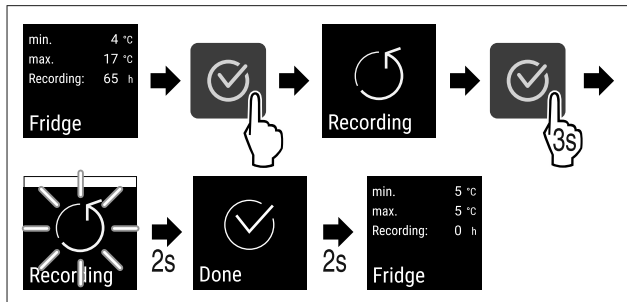 min. 4 °C
max. 17 °C
Recording: 65 h
Fridge
Recording
3s
Recording
2s
Done
2s
min. 5 °C
max. 5 °C
Recording: 0 h
Fridge